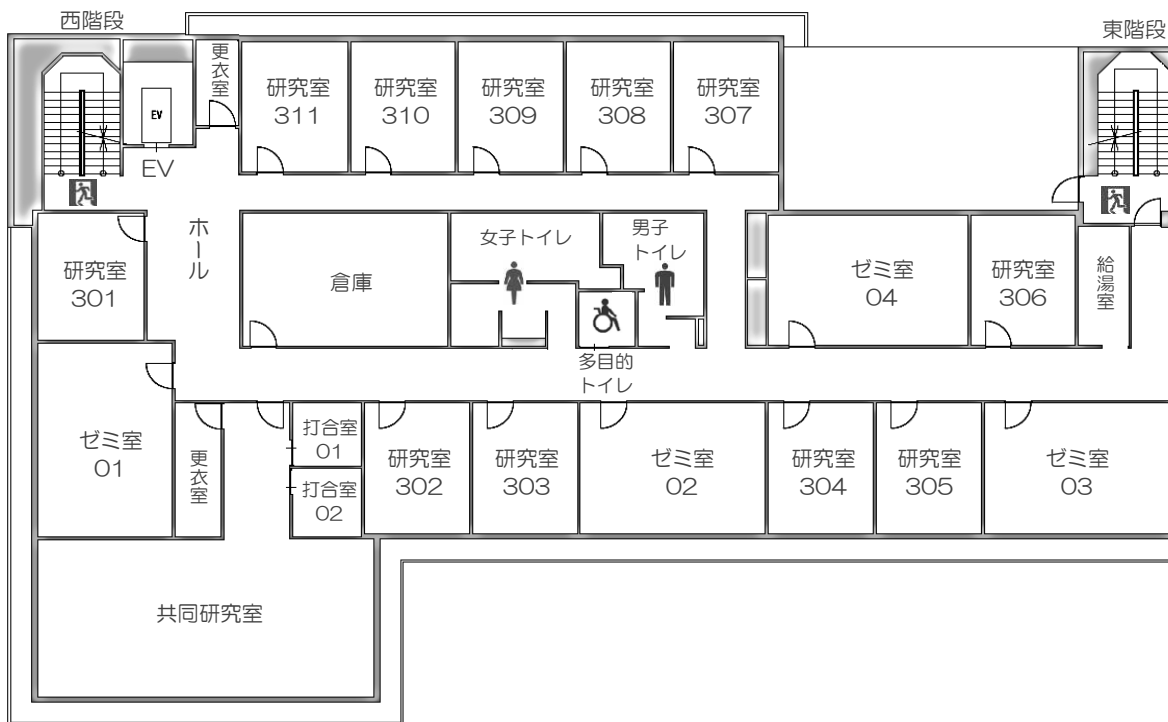 西階段
東階段
更衣室
研究室
311
研究室
310
研究室
309
研究室
308
研究室
307
EV
EV
ホール
研究室
301
倉庫
女子トイレ
男子
トイレ
ゼミ室
04
研究室
306
給湯室
多目的
トイレ
ゼミ室
01
更衣室
打合室
01
打合室
02
研究室
302
研究室
303
ゼミ室
02
研究室
304
研究室
305
ゼミ室
03
共同研究室